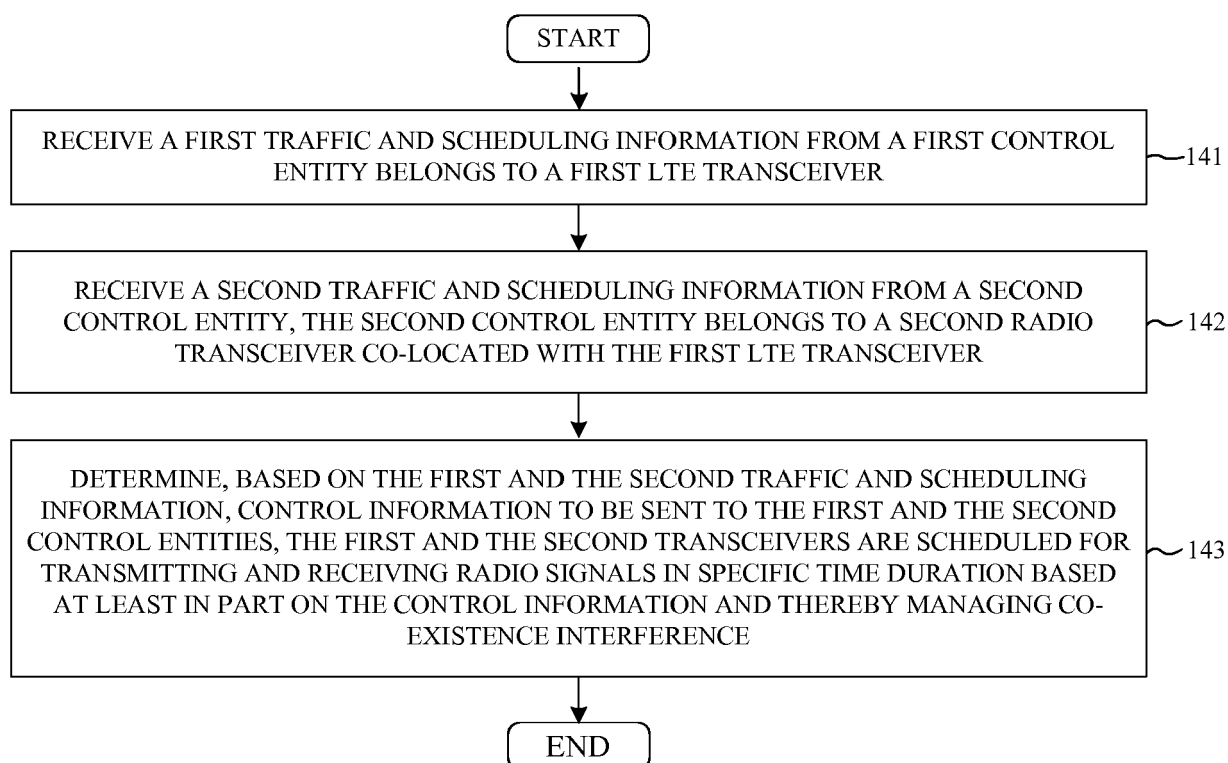 START
RECEIVE A FIRST TRAFFIC AND SCHEDULING INFORMATION FROM A FIRST CONTROL
ENTITY BELONGS TO A FIRST LTE TRANSCEIVER
141
RECEIVE A SECOND TRAFFIC AND SCHEDULING INFORMATION FROM A SECOND
CONTROL ENTITY, THE SECOND CONTROL ENTITY BELONGS TO A SECOND RADIO
TRANSCEIVER CO-LOCATED WITH THE FIRST LTE TRANSCEIVER
142
DETERMINE, BASED ON THE FIRST AND THE SECOND TRAFFIC AND SCHEDULING
INFORMATION, CONTROL INFORMATION TO BE SENT TO THE FIRST AND THE SECOND
CONTROL ENTITIES, THE FIRST AND THE SECOND TRANSCEIVERS ARE SCHEDULED FOR
TRANSMITTING AND RECEIVING RADIO SIGNALS IN SPECIFIC TIME DURATION BASED
AT LEAST IN PART ON THE CONTROL INFORMATION AND THEREBY MANAGING CO-
EXISTENCE INTERFERENCE
143
END